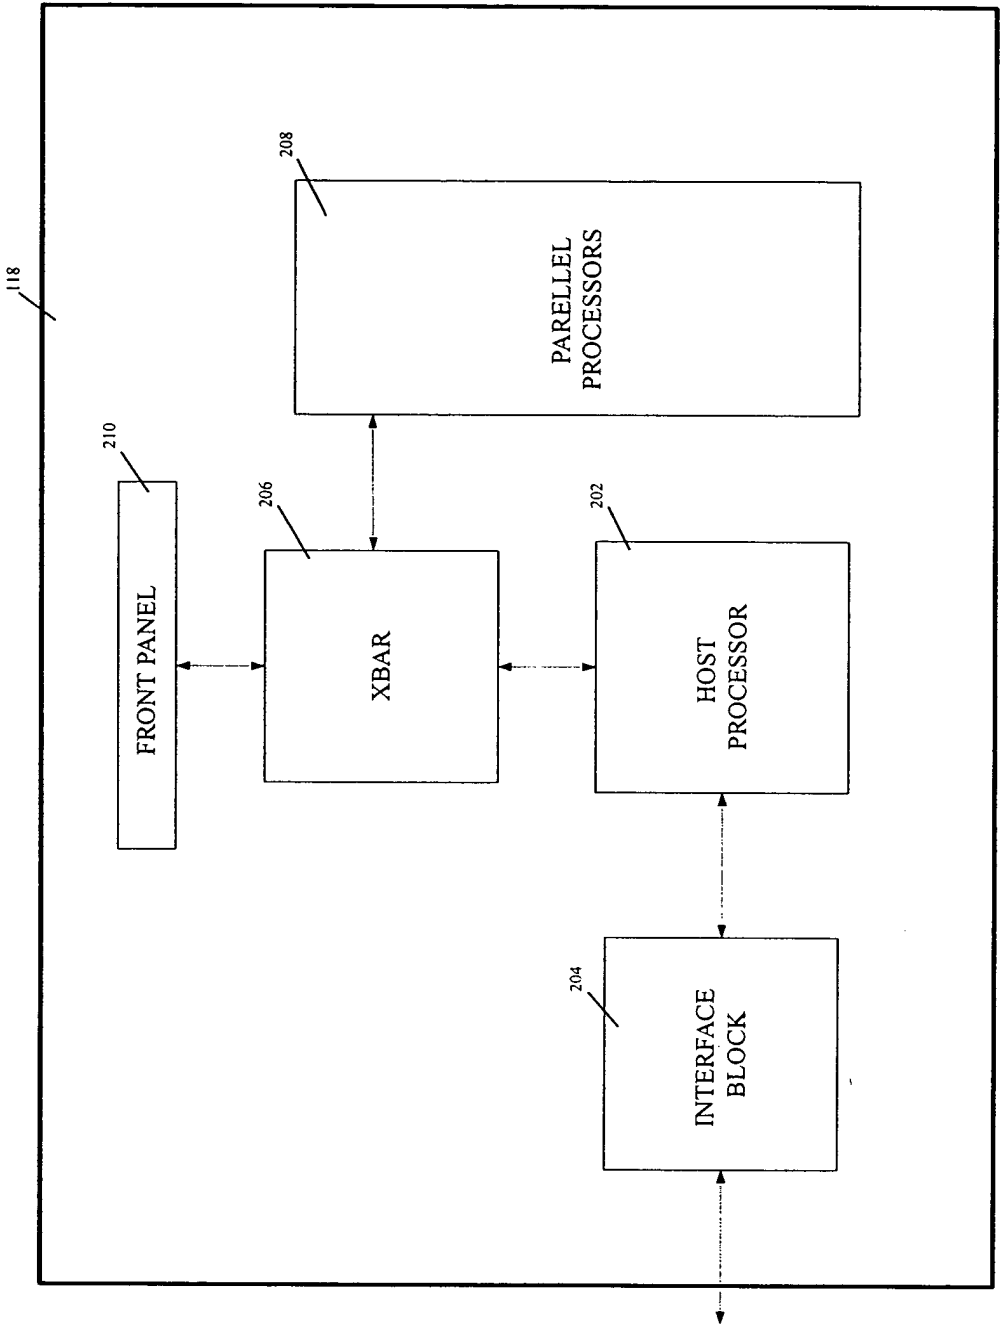 118
210
FRONT PANEL
206
XBAR
208
PARELLEL
PROCESSORS
202
HOST
PROCESSOR
204
INTERFACE
BLOCK